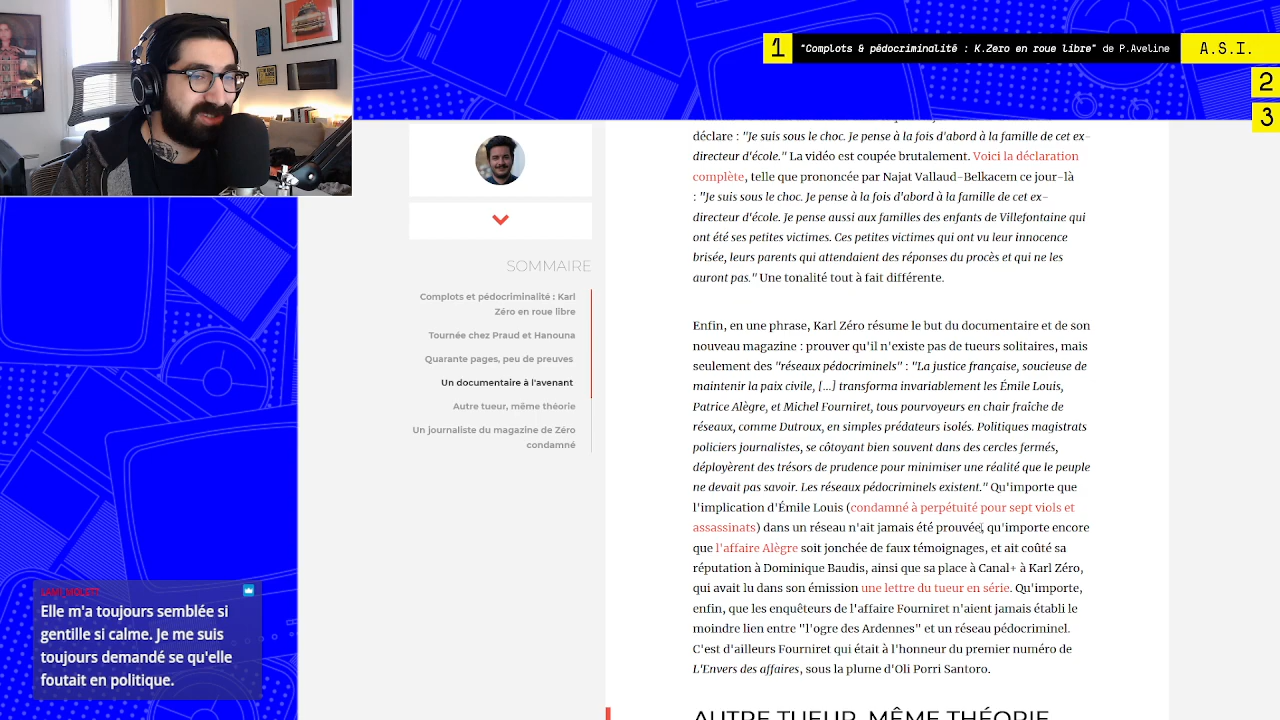 1 "Complots & pédocriminalité : K.Zero en roue libre" de P.Aveline A.S.I.
2
3
déclare : "Je suis sous le choc. Je pense à la fois d'abord à la famille de cet ex-
directeur d'école." La vidéo est coupée brutalement. Voici la déclaration
complète, telle que prononcée par Najat Vallaud-Belkacem ce jour-là
: "Je suis sous le choc. Je pense à la fois d'abord à la famille de cet ex-
directeur d'école. Je pense aussi aux familles des enfants de Villefontaine qui
ont été ses petites victimes. Ces petites victimes qui ont vu leur innocence
brisée, leurs parents qui attendaient des réponses du procès et qui ne les
auront pas." Une tonalité tout à fait différente.
SOMMAIRE
Complots et pédocriminalité : Karl
Zéro en roue libre
Tournée chez Praud et Hanouna
Quarante pages, peu de preuves
Un documentaire à l'avenant
Autre tueur, même théorie
Un journaliste du magazine de Zéro
condamné
Enfin, en une phrase, Karl Zéro résume le but du documentaire et de son
nouveau magazine : prouver qu'il n'existe pas de tueurs solitaires, mais
seulement des "réseaux pédocriminels" : "La justice française, soucieuse de
maintenir la paix civile, [...] transforma invariablement les Émile Louis,
Patrice Alègre, et Michel Fourniret, tous pourvoyeurs en chair fraîche de
réseaux, comme Dutroux, en simples prédateurs isolés. Politiques magistrats
policiers journalistes, se côtoyant bien souvent dans des cercles fermés,
déployèrent des trésors de prudence pour minimiser une réalité que le peuple
ne devait pas savoir. Les réseaux pédocriminels existent." Qu'importe que
l'implication d'Émile Louis (condamné à perpétuité pour sept viols et
assassinats) dans un réseau n'ait jamais été prouvée, qu'importe encore
que l'affaire Alègre soit jonchée de faux témoignages, et ait coûté sa
réputation à Dominique Baudis, ainsi que sa place à Canal+ à Karl Zéro,
qui avait lu dans son émission une lettre du tueur en série. Qu'importe,
enfin, que les enquêteurs de l'affaire Fourniret n'aient jamais établi le
moindre lien entre "l'ogre des Ardennes" et un réseau pédocriminel.
C'est d'ailleurs Fourniret qui était à l'honneur du premier numéro de
L'Envers des affaires, sous la plume d'Oli Porri Santoro.
AUTRE TUEUR, MÊME THÉORIE
Elle m'a toujours semblée si
gentille si calme. Je me suis
toujours demandé se qu'elle
foutait en politique.